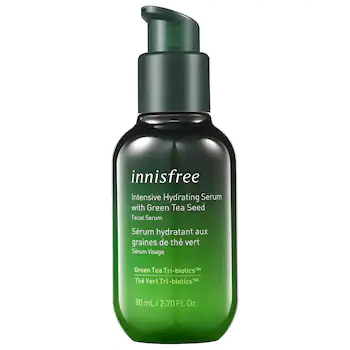 innisfree
Intensive Hydrating Serum
with Green Tea Seed
Facial Serum
Sérum hydratant aux
graines de thé vert
Sérum Visage
Green Tea Tri-biotics™
Thé Vert Tri-biotics™
80 mL / 2.70 FL. Oz.